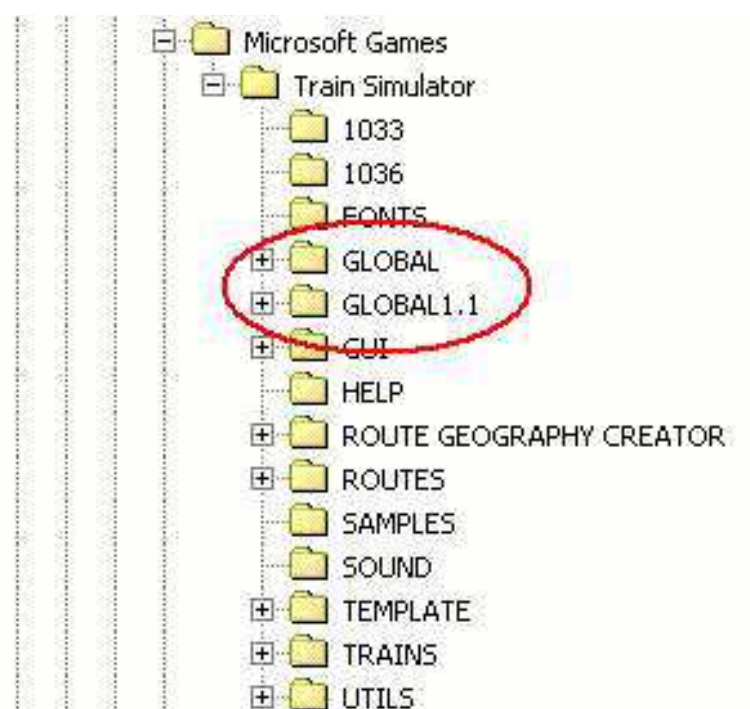 Microsoft Games
Train Simulator
1033
1036
FONTS
GLOBAL
GLOBAL1.1
GUI
HELP
ROUTE GEOGRAPHY CREATOR
ROUTES
SAMPLES
SOUND
TEMPLATE
TRAINS
UTILS